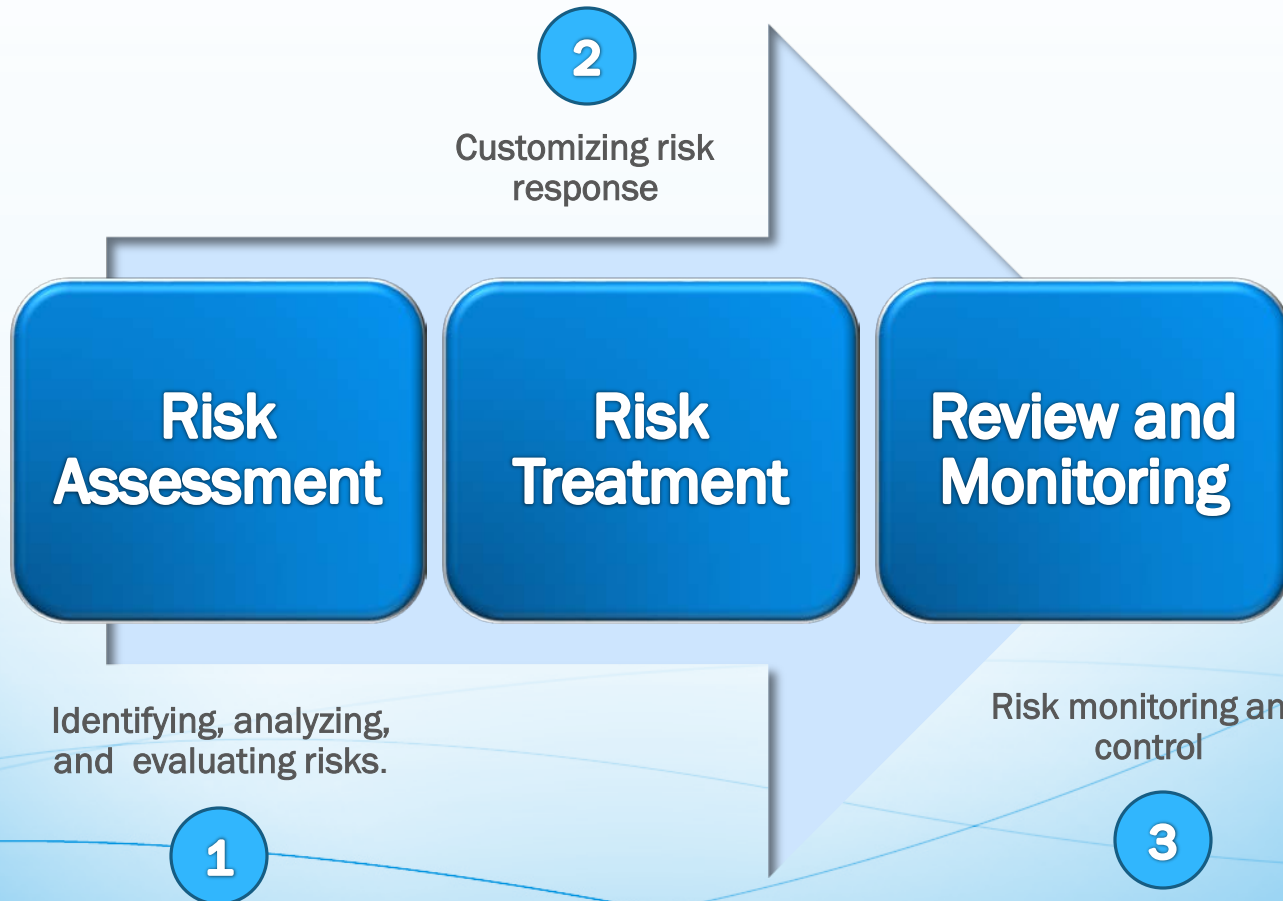 2
Customizing risk
response
Risk
Assessment
Risk
Treatment
Review and
Monitoring
Identifying, analyzing,
and  evaluating risks.
1
Risk monitoring an
control
3